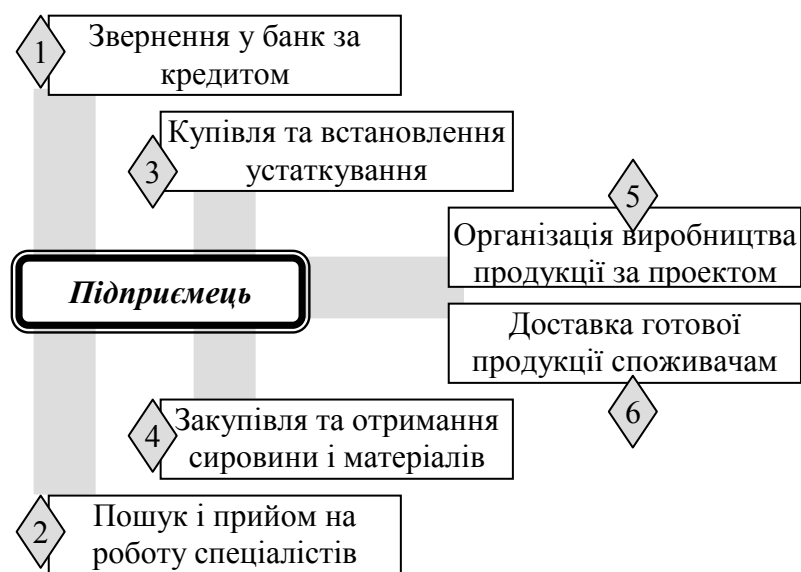 1
Звернення у банк за
кредитом
3
Купівля та встановлення
устаткування
5
Організація виробництва
продукції за проектом
Підприємець
Доставка готової
продукції споживачам
6
4
Закупівля та отримання
сировини і матеріалів
2
Пошук і прийом на
роботу спеціалістів